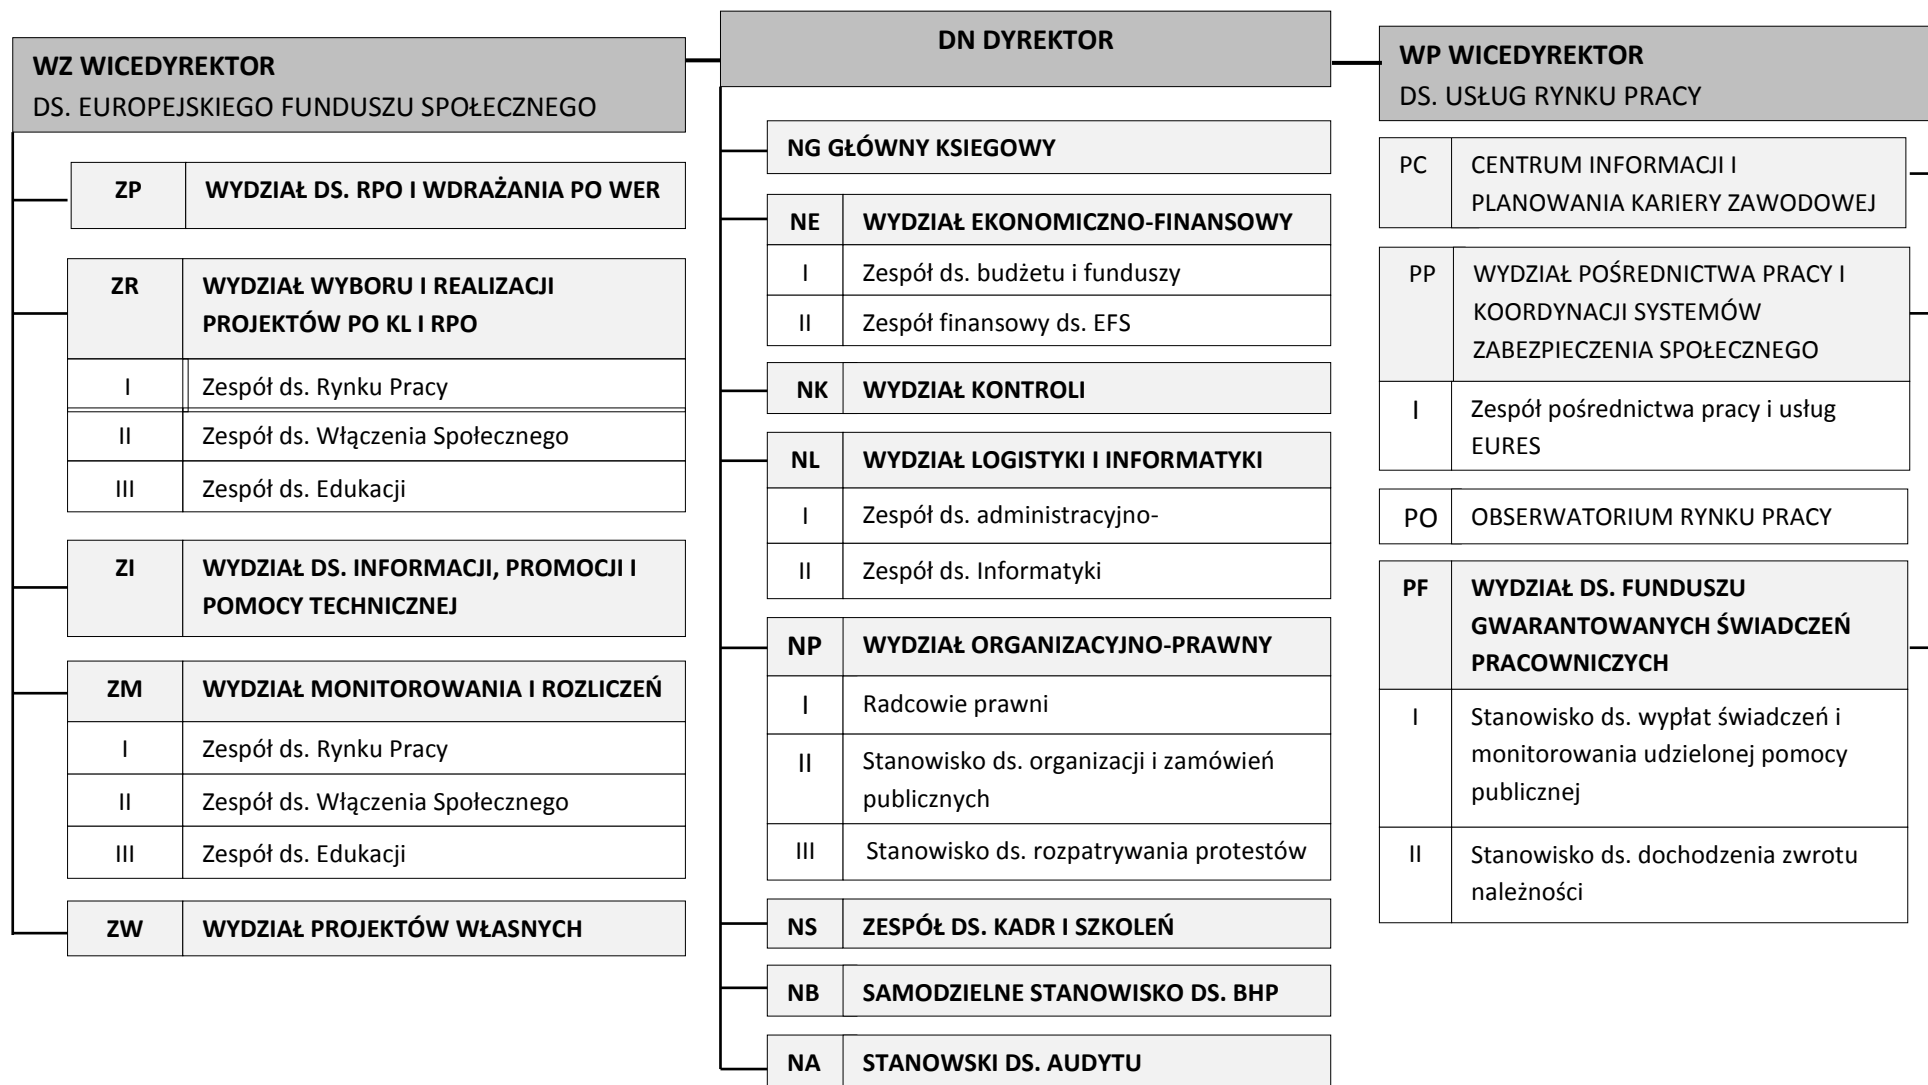 WZ WICEDYREKTOR
DS. EUROPEJSKIEGO FUNDUSZU SPOŁECZNEGO
ZP WYDZIAŁ DS. RPO I WDRAŻANIA PO WER
ZR WYDZIAŁ WYBORU I REALIZACJI
PROJEKTÓW PO KL I RPO
I Zespół ds. Rynku Pracy
II Zespół ds. Włączenia Społecznego
III Zespół ds. Edukacji
ZI WYDZIAŁ DS. INFORMACJI, PROMOCJI I
POMOCY TECHNICZNEJ
ZM WYDZIAŁ MONITOROWANIA I ROZLICZEŃ
I Zespół ds. Rynku Pracy
II Zespół ds. Włączenia Społecznego
III Zespół ds. Edukacji
ZW WYDZIAŁ PROJEKTÓW WŁASNYCH
DN DYREKTOR
NG GŁÓWNY KSIEGOWY
NE WYDZIAŁ EKONOMICZNO-FINANSOWY
I Zespół ds. budżetu i funduszy
II Zespół finansowy ds. EFS
NK WYDZIAŁ KONTROLI
NL WYDZIAŁ LOGISTYKI I INFORMATYKI
I Zespół ds. administracyjno-
II Zespół ds. Informatyki
NP WYDZIAŁ ORGANIZACYJNO-PRAWNY
I Radcowie prawni
II Stanowisko ds. organizacji i zamówień
publicznych
III Stanowisko ds. rozpatrywania protestów
NS ZESPÓŁ DS. KADR I SZKOLEŃ
NB SAMODZIELNE STANOWISKO DS. BHP
NA STANOWSKI DS. AUDYTU
WP WICEDYREKTOR
DS. USŁUG RYNKU PRACY
PC CENTRUM INFORMACJI I
PLANOWANIA KARIERY ZAWODOWEJ
PP WYDZIAŁ POŚREDNICTWA PRACY I
KOORDYNACJI SYSTEMÓW
ZABEZPIECZENIA SPOŁECZNEGO
I Zespół pośrednictwa pracy i usług
EURES
PO OBSERWATORIUM RYNKU PRACY
PF WYDZIAŁ DS. FUNDUSZU
GWARANTOWANYCH ŚWIADCZEŃ
PRACOWNICZYCH
I Stanowisko ds. wypłat świadczeń i
monitorowania udzielonej pomocy
publicznej
II Stanowisko ds. dochodzenia zwrotu
należności